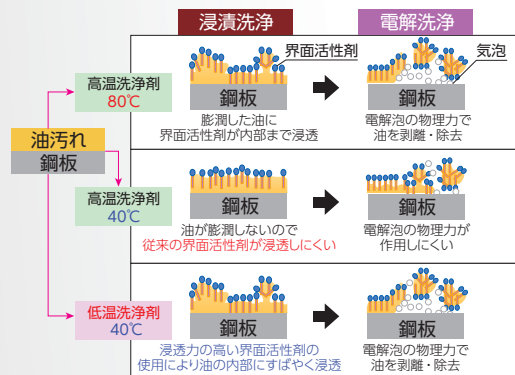 浸漬洗浄
電解洗浄
油汚れ
鋼板
高温洗浄剤
80℃
界面活性剤
鋼板
膨潤した油に
界面活性剤が内部まで浸透
気泡
鋼板
電解泡の物理力で
油を剥離・除去
高温洗浄剤
40℃
鋼板
油が膨潤しないので
従来の界面活性剤が浸透しにくい
鋼板
電解泡の物理力が
作用しにくい
低温洗浄剤
40℃
鋼板
浸透力の高い界面活性剤の
使用により油の内部にすばやく浸透
鋼板
電解泡の物理力で
油を剥離・除去